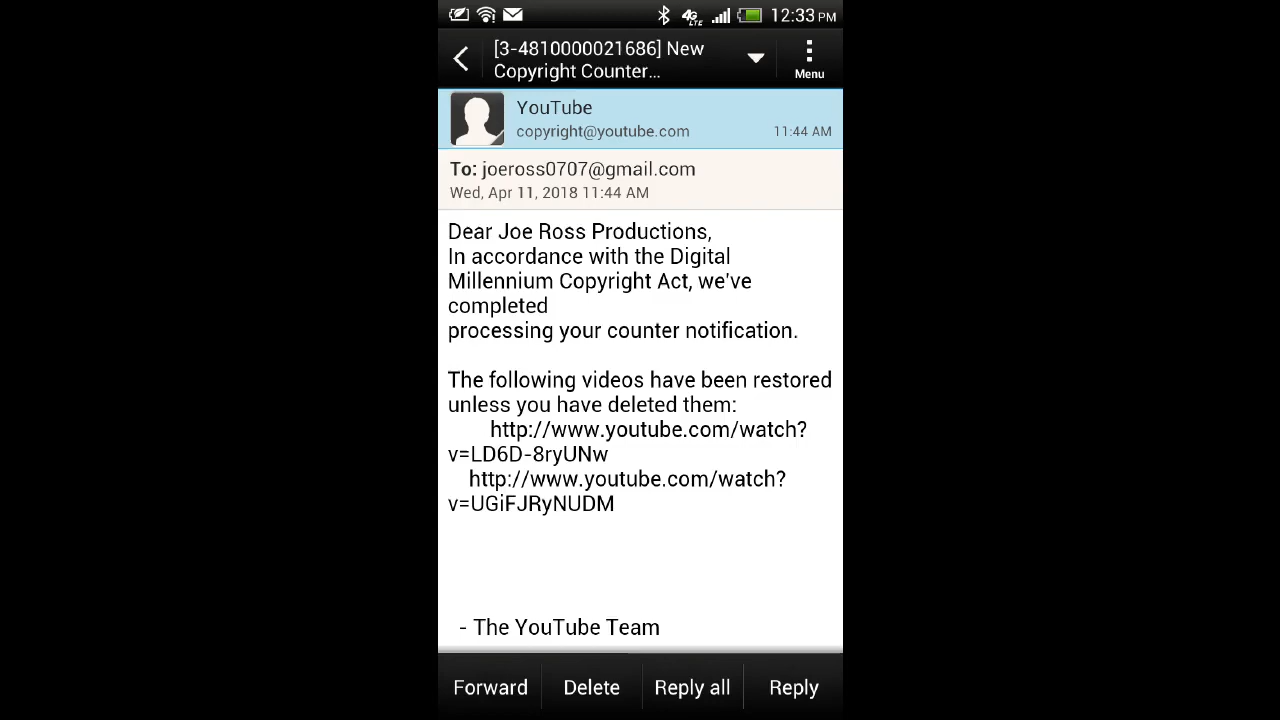 4G LTE 12:33 PM
[3-4810000021686] New
Copyright Counter...
Menu
YouTube
copyright@youtube.com 11:44 AM
To: joeross0707@gmail.com
Wed, Apr 11, 2018 11:44 AM
Dear Joe Ross Productions,
In accordance with the Digital
Millennium Copyright Act, we've
completed
processing your counter notification.
The following videos have been restored
unless you have deleted them:
http://www.youtube.com/watch?
v=LD6D-8ryUNw
http://www.youtube.com/watch?
v=UGiFJRyNUDM
- The YouTube Team
Forward Delete Reply all Reply